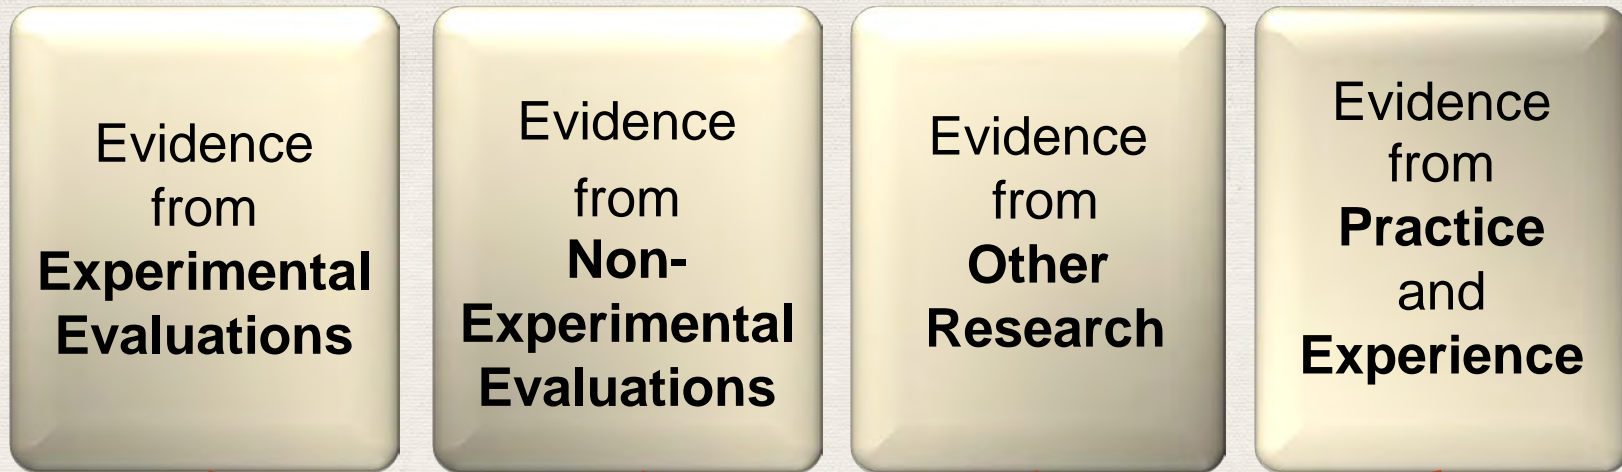 Evidence
from
Experimental
Evaluations
Evidence
from
Non-
Experimental
Evaluations
Evidence
from
Other
Research
Evidence
from
Practice
and
Experience